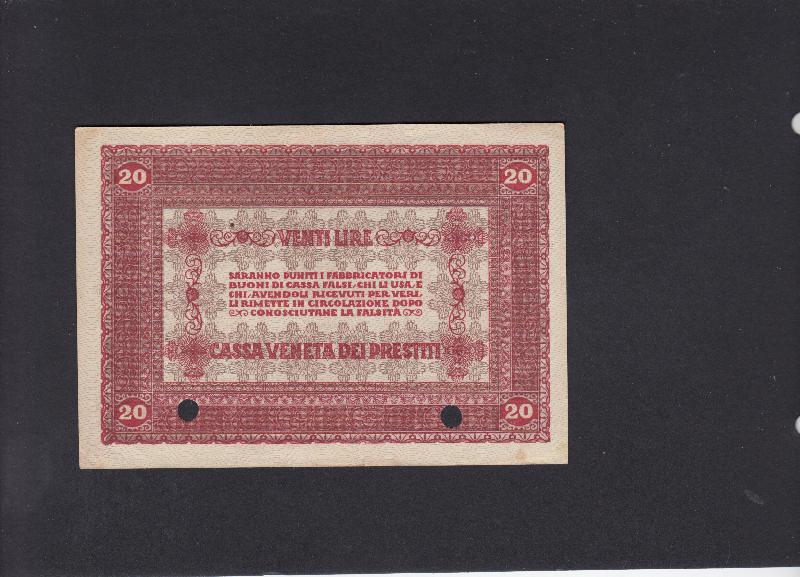 20 20
VENTI LIRE
SARANNO PUNITI I FABBRICATORI DI
BUONI DI CASSA FALSI, CHI LI USA, E
CHI, AVENDOLI RICEVUTI PER VERI,
LI RIMETTE IN CIRCOLAZIONE DOPO
CONOSCIUTANE LA FALSITÀ
CASSA VENETA DEI PRESTITI
20 20